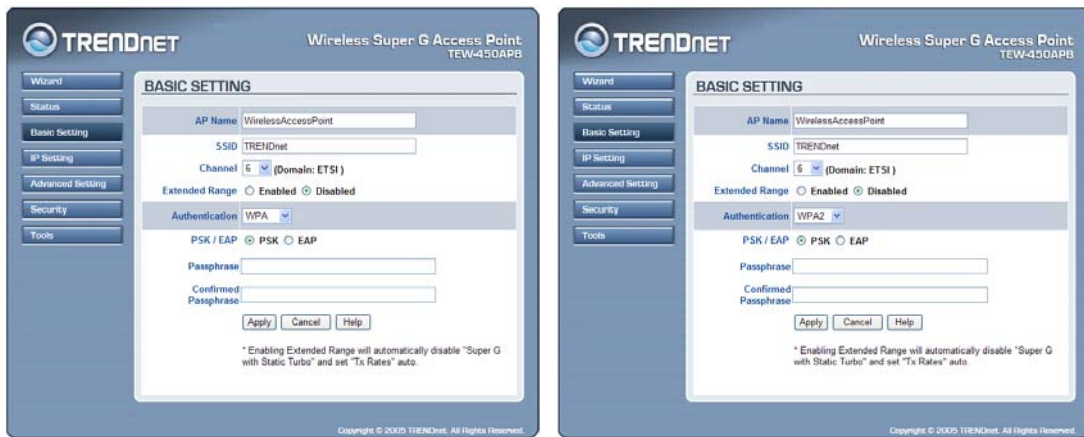 TRENDNET
Wireless Super G Access Point
TEW-450APB
Wizard
Status
Basic Setting
IP Setting
Advanced Setting
Security
Tools
BASIC SETTING
AP Name WirelessAccessPoint
SSID TRENDnet
Channel 6 (Domain: ETSI )
Extended Range Enabled Disabled
Authentication WPA
PSK / EAP PSK EAP
Passphrase
Confirmed
Passphrase
Apply Cancel Help
* Enabling Extended Range will automatically disable "Super G
with Static Turbo" and set "Tx Rates" auto.
Copyright © 2005 TRENDnet. All Rights Reserved.
TRENDNET
Wireless Super G Access Point
TEW-450APB
Wizard
Status
Basic Setting
IP Setting
Advanced Setting
Security
Tools
BASIC SETTING
AP Name WirelessAccessPoint
SSID TRENDnet
Channel 6 (Domain: ETSI )
Extended Range Enabled Disabled
Authentication WPA2
PSK / EAP PSK EAP
Passphrase
Confirmed
Passphrase
Apply Cancel Help
* Enabling Extended Range will automatically disable "Super G
with Static Turbo" and set "Tx Rates" auto.
Copyright © 2005 TRENDnet. All Rights Reserved.